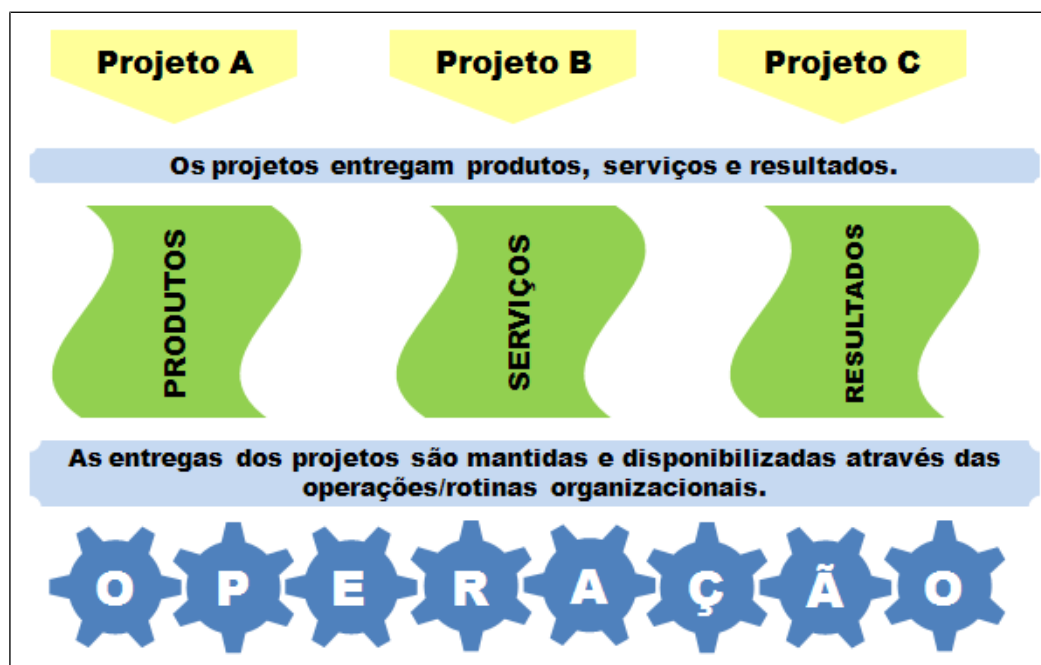 Projeto A Projeto B Projeto C
Os projetos entregam produtos, serviços e resultados.
PRODUTOS
SERVIÇOS
RESULTADOS
As entregas dos projetos são mantidas e disponibilizadas através das
operações/rotinas organizacionais.
OPERAÇÃO